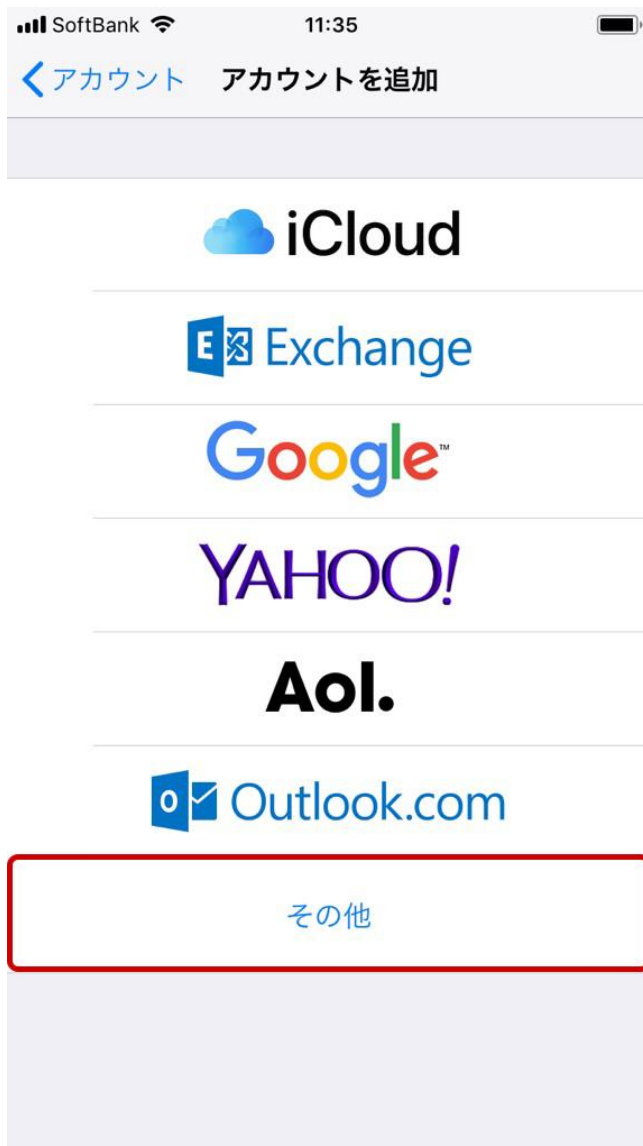 SoftBank 11:35
アカウント アカウントを追加
iCloud
E Exchange
Google™
YAHOO!
Aol.
o Outlook.com
その他